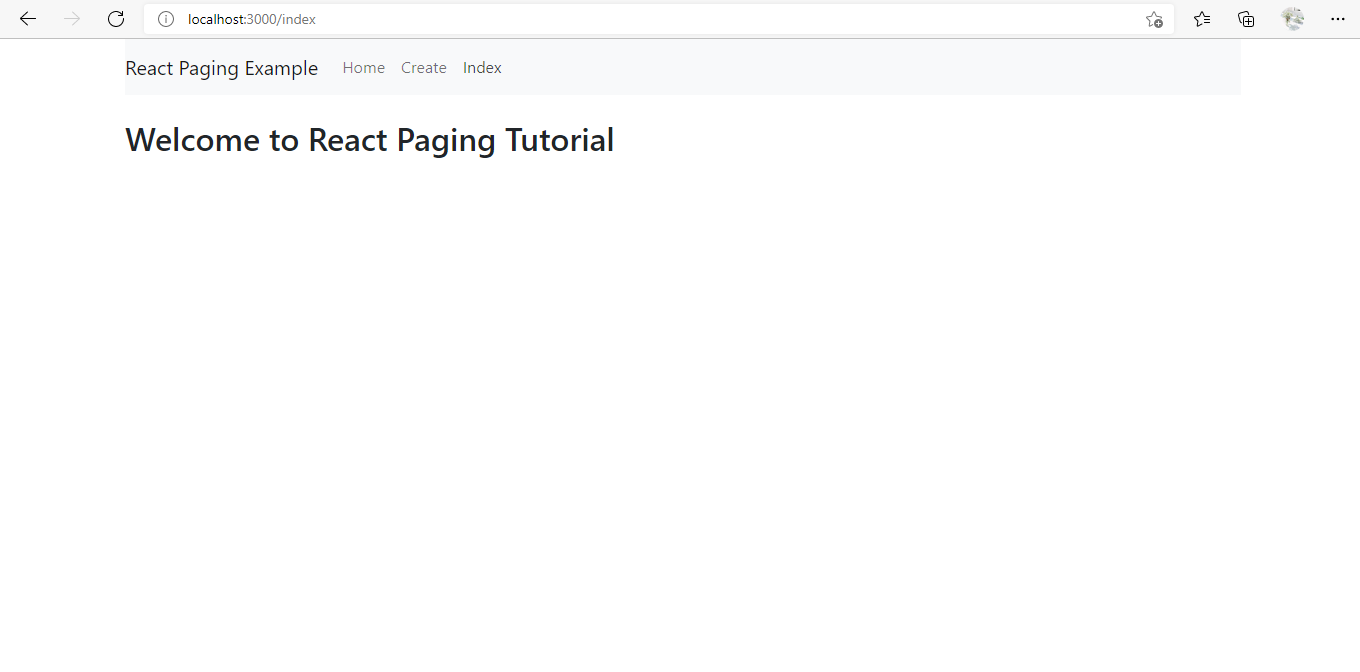 localhost:3000/index
React Paging Example Home Create Index
Welcome to React Paging Tutorial